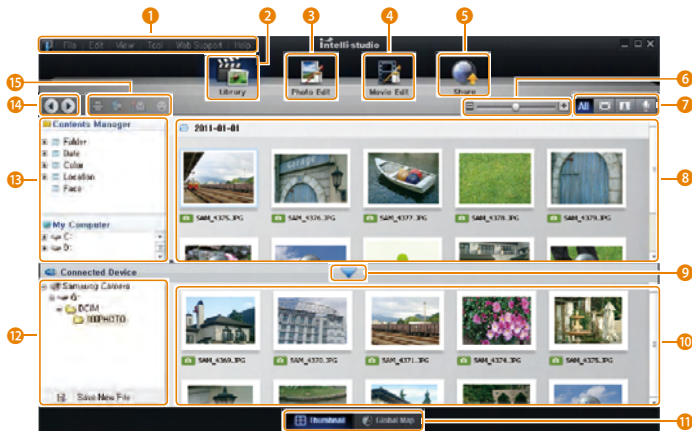 1
2
3
4
5
File Edit View Tool Web Support Help
Intelli-studio
Library
Photo Edit
Movie Edit
Share
15
6
14
All
7
Contents Manager
2011-01-01
Folder
Date
Color
Location
Face
13
8
SAM_4375.JPG
SAM_4376.JPG
SAM_4377.JPG
SAM_4378.JPG
SAM_4379.JPG
My Computer
C:
D:
Connected Device
9
Samsung Camera
G:
DCIM
100PHOTO
12
10
SAM_4369.JPG
SAM_4370.JPG
SAM_4371.JPG
SAM_4374.JPG
SAM_4375.JPG
Save New File
Thumbnail
Global Map
11